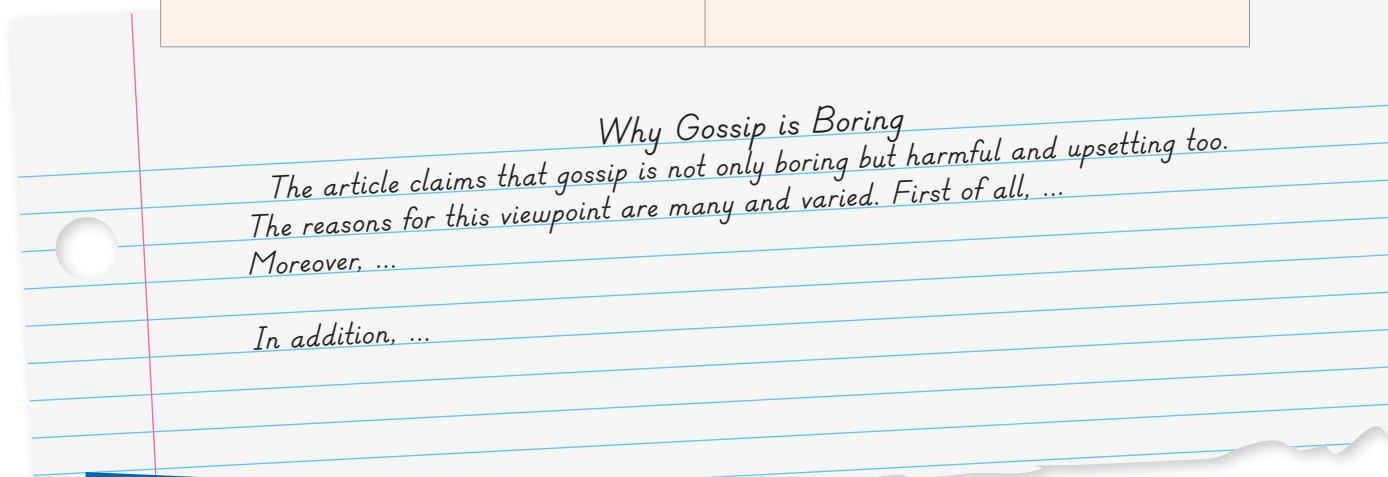 Why Gossip is Boring
The article claims that gossip is not only boring but harmful and upsetting too.
The reasons for this viewpoint are many and varied. First of all, ...
Moreover, ...
In addition, ...